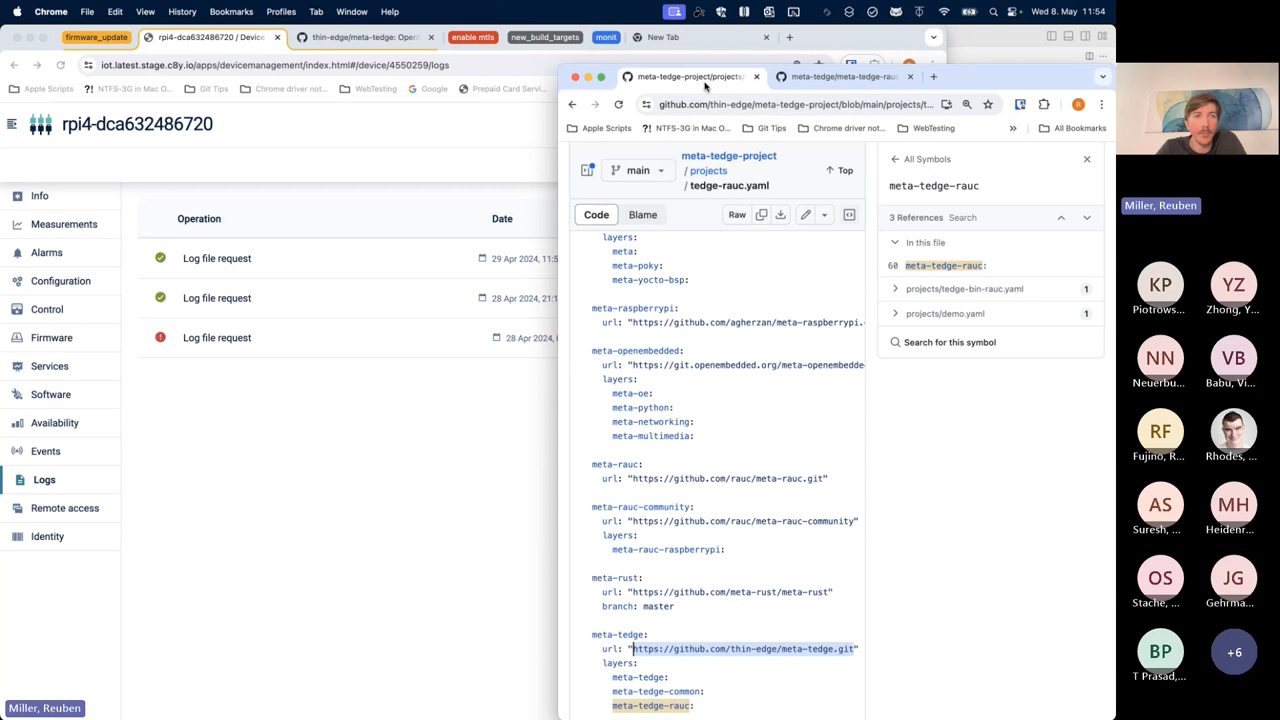 Chrome File Edit View History Bookmarks Profiles Tab Window Help
Wed 8. May 11:54
firmware_update
rpi4-dca632486720 / Device
thin-edge/meta-tedge: OpenE
enable mtls
new_build_targets
monit
New Tab
iot.latest.stage.c8y.io/apps/devicemanagement/index.html#/device/4550259/logs
Apple Scripts
NTFS-3G in Mac O...
Git Tips
Chrome driver not...
WebTesting
Google
Prepaid Card Servi...
rpi4-dca632486720
Info
Measurements
Alarms
Configuration
Control
Firmware
Services
Software
Availability
Events
Logs
Remote access
Identity
Operation
Date
Log file request
29 Apr 2024, 11:5
Log file request
28 Apr 2024, 21:1
Log file request
28 Apr 2024,
meta-tedge-project/projects/
meta-tedge/meta-tedge-rauc
github.com/thin-edge/meta-tedge-project/blob/main/projects/t...
R
Apple Scripts
NTFS-3G in Mac O...
Git Tips
Chrome driver not...
WebTesting
»
All Bookmarks
main
meta-tedge-project
/ projects
/ tedge-rauc.yaml
Top
Code
Blame
Raw
layers:
meta:
meta-poky:
meta-yocto-bsp:
meta-raspberrypi:
url: "https://github.com/agherzan/meta-raspberrypi.
meta-openembedded:
url: "https://git.openembedded.org/meta-openembedde
layers:
meta-oe:
meta-python:
meta-networking:
meta-multimedia:
meta-rauc:
url: "https://github.com/rauc/meta-rauc.git"
meta-rauc-community:
url: "https://github.com/rauc/meta-rauc-community"
layers:
meta-rauc-raspberrypi:
meta-rust:
url: "https://github.com/meta-rust/meta-rust"
branch: master
meta-tedge:
url: "https://github.com/thin-edge/meta-tedge.git"
layers:
meta-tedge:
meta-tedge-common:
meta-tedge-rauc:
All Symbols
meta-tedge-rauc
3 References Search
In this file
60 meta-tedge-rauc:
projects/tedge-bin-rauc.yaml 1
projects/demo.yaml 1
Search for this symbol
Miller, Reuben
KP
YZ
Piotrows...
Zhong, Y...
NN
VB
Neuerbu...
Babu, Vi...
RF
Fujino, R...
Rhodes, ...
AS
MH
Suresh, ...
Heidenr...
OS
JG
Stache, ...
Gehrma...
BP
+6
T Prasad,...
Miller, Reuben